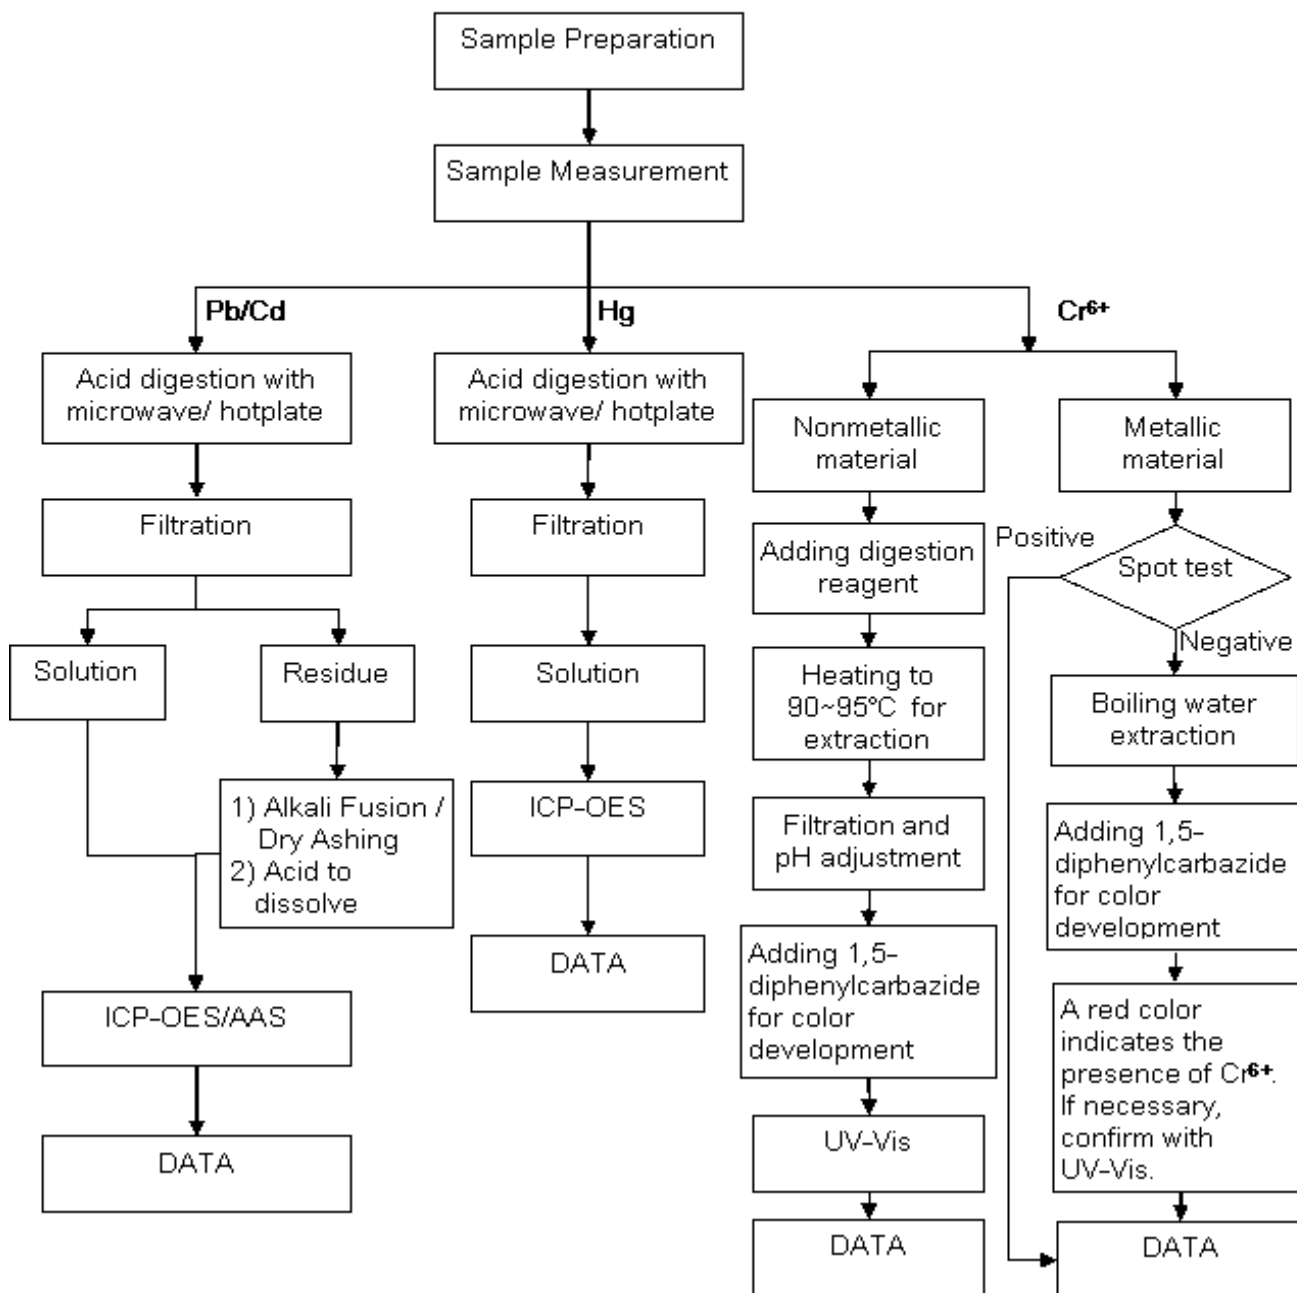 Sample Preparation
Sample Measurement
Pb/Cd
Hg
Cr⁶⁺
Acid digestion with
microwave/ hotplate
Filtration
Solution
Residue
1) Alkali Fusion /
Dry Ashing
2) Acid to
dissolve
ICP-OES/AAS
DATA
Acid digestion with
microwave/ hotplate
Filtration
Solution
ICP-OES
DATA
Nonmetallic
material
Adding digestion
reagent
Heating to
90~95°C for
extraction
Filtration and
pH adjustment
Adding 1,5-
diphenylcarbazide
for color
development
UV-Vis
DATA
Metallic
material
Positive
Spot test
Negative
Boiling water
extraction
Adding 1,5-
diphenylcarbazide
for color
development
A red color
indicates the
presence of Cr⁶⁺.
If necessary,
confirm with
UV-Vis.
DATA